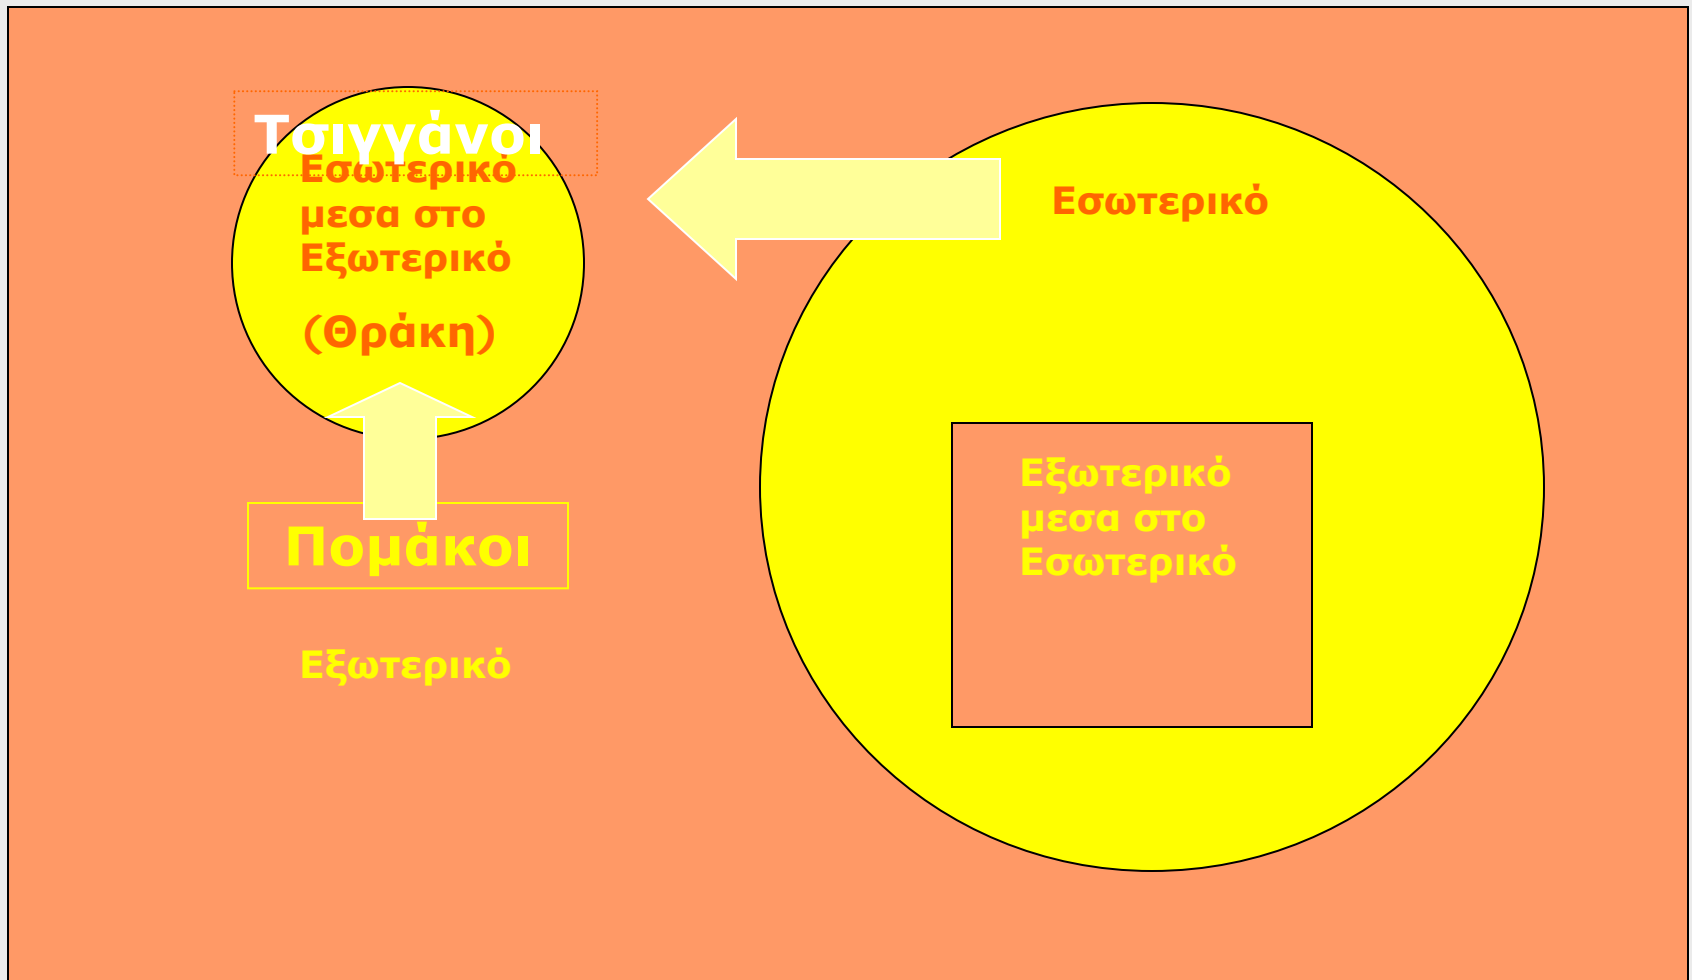 Τσιγγάνοι
Εσωτερικό
μεσα στο
Εξωτερικό
(Θράκη)
Πομάκοι
Εξωτερικό
Εσωτερικό
Εξωτερικό
μεσα στο
Εσωτερικό